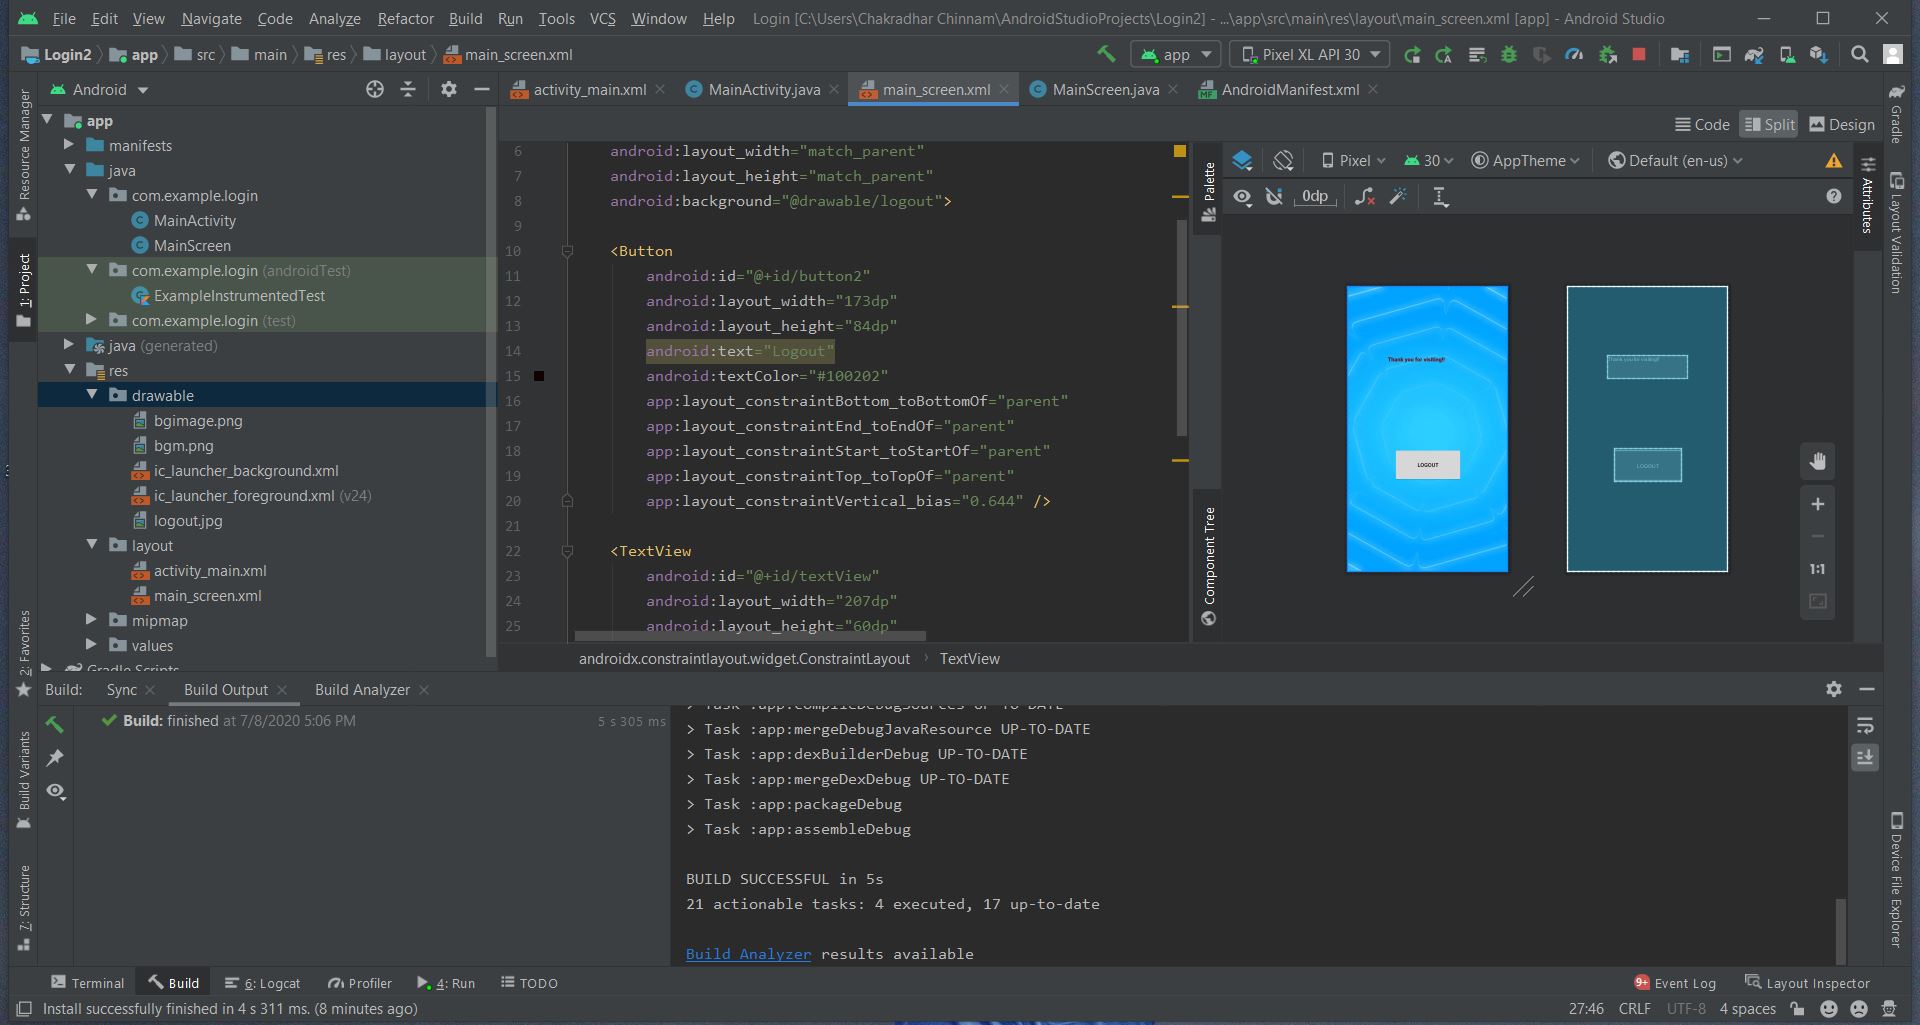 File Edit View Navigate Code Analyze Refactor Build Run Tools VCS Window Help Login [C:\Users\Chakradhar Chinnam\AndroidStudioProjects\Login2] - ...\app\src\main\res\layout\main_screen.xml [app] - Android Studio
Login2 app src main res layout main_screen.xml app Pixel XL API 30
Android activity_main.xml MainActivity.java main_screen.xml MainScreen.java AndroidManifest.xml
Code Split Design
Resource Manager
1: Project
2: Favorites
Build Variants
7: Structure
app
manifests
java
com.example.login
MainActivity
MainScreen
com.example.login (androidTest)
ExampleInstrumentedTest
com.example.login (test)
java (generated)
res
drawable
bgimage.png
bgm.png
ic_launcher_background.xml
ic_launcher_foreground.xml (v24)
logout.jpg
layout
activity_main.xml
main_screen.xml
mipmap
values
Gradle Scripts
6 android:layout_width="match_parent"
7 android:layout_height="match_parent"
8 android:background="@drawable/logout">
9
10 <Button
11 android:id="@+id/button2"
12 android:layout_width="173dp"
13 android:layout_height="84dp"
14 android:text="Logout"
15 android:textColor="#100202"
16 app:layout_constraintBottom_toBottomOf="parent"
17 app:layout_constraintEnd_toEndOf="parent"
18 app:layout_constraintStart_toStartOf="parent"
19 app:layout_constraintTop_toTopOf="parent"
20 app:layout_constraintVertical_bias="0.644" />
21
22 <TextView
23 android:id="@+id/textView"
24 android:layout_width="207dp"
25 android:layout_height="60dp"
androidx.constraintlayout.widget.ConstraintLayout TextView
Palette
Component Tree
Pixel 30 AppTheme Default (en-us)
0dp
Thank you for visiting!!
LOGOUT
Thank you for visiting!!
LOGOUT
1:1
Attributes
Gradle
Layout Validation
Device File Explorer
Build: Sync Build Output Build Analyzer
Build: finished at 7/8/2020 5:06 PM 5 s 305 ms
> Task :app:compileDebugSources UP-TO-DATE
> Task :app:mergeDebugJavaResource UP-TO-DATE
> Task :app:dexBuilderDebug UP-TO-DATE
> Task :app:mergeDexDebug UP-TO-DATE
> Task :app:packageDebug
> Task :app:assembleDebug
BUILD SUCCESSFUL in 5s
21 actionable tasks: 4 executed, 17 up-to-date
Build Analyzer results available
Terminal Build 6: Logcat Profiler 4: Run TODO 9+ Event Log Layout Inspector
Install successfully finished in 4 s 311 ms. (8 minutes ago) 27:46 CRLF UTF-8 4 spaces